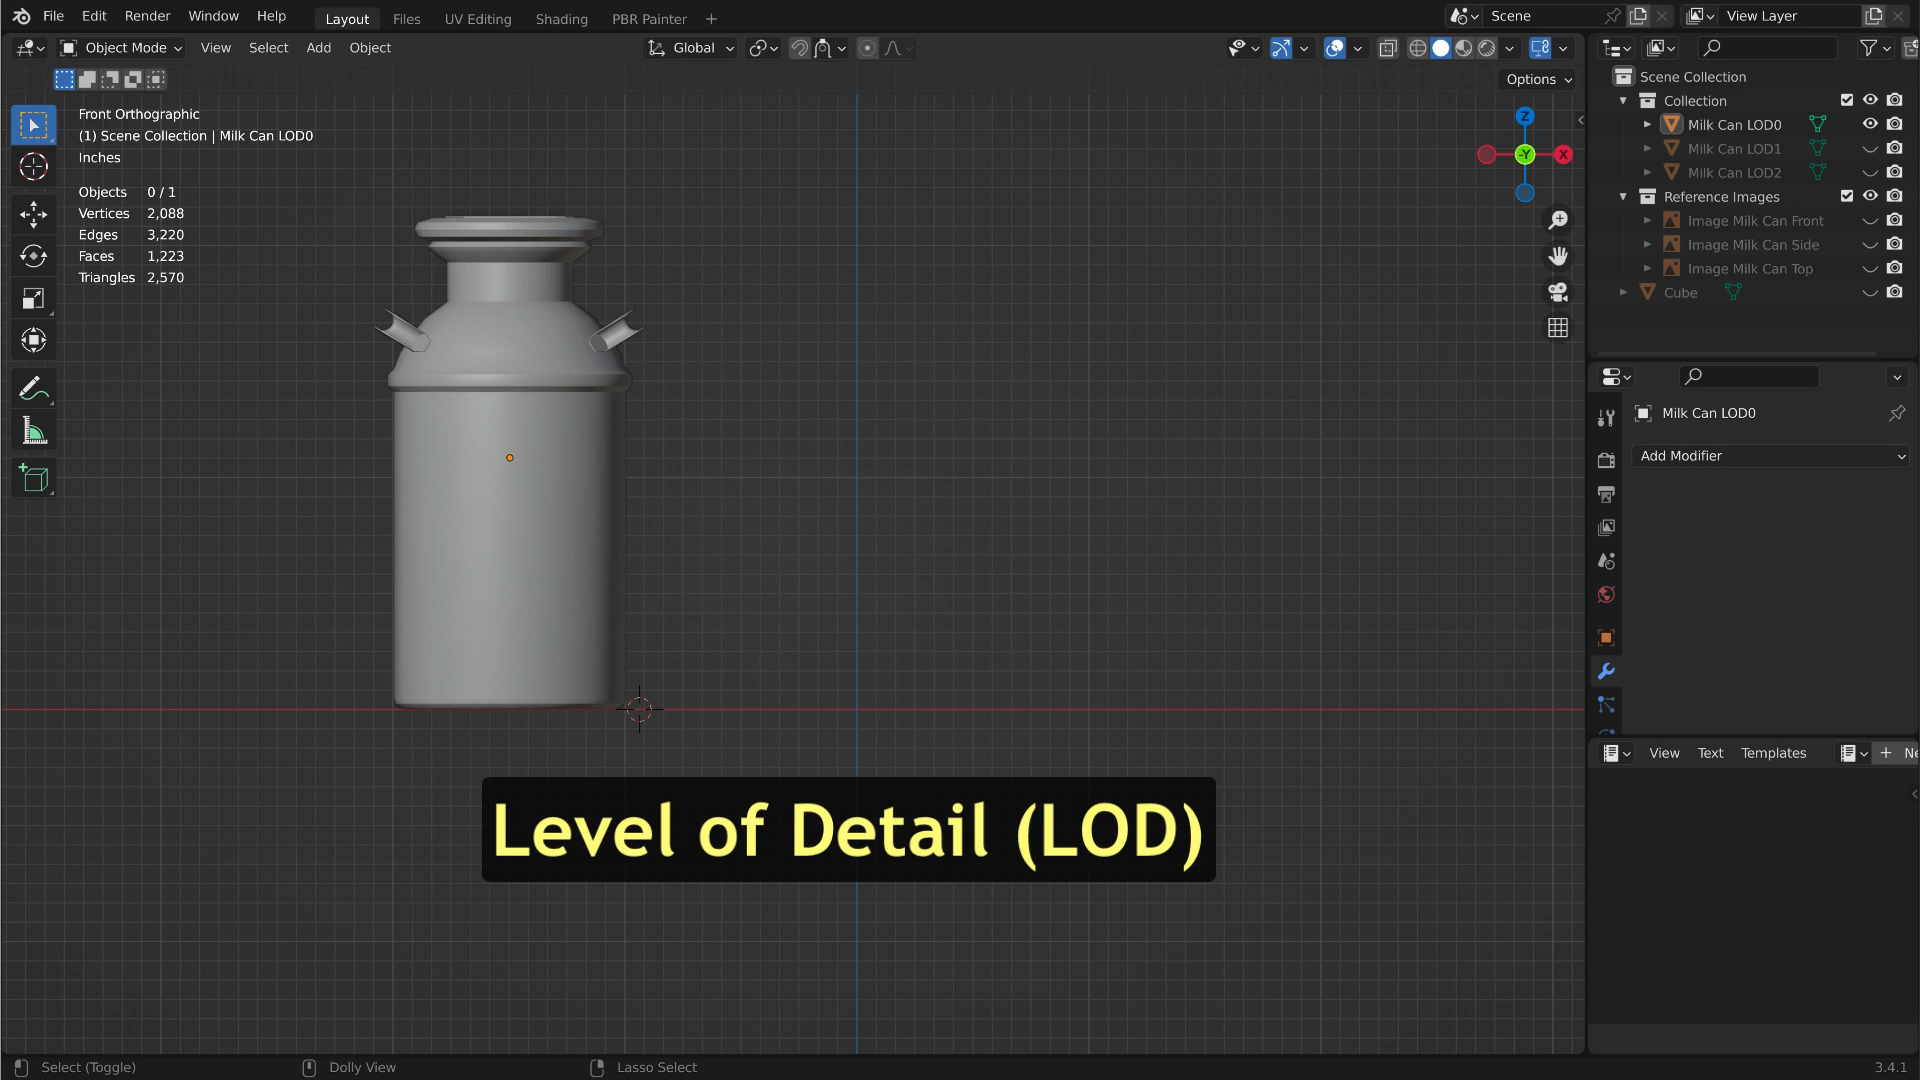 File Edit Render Window Help Layout Files UV Editing Shading PBR Painter + Scene View Layer
Object Mode View Select Add Object Global
Options
Front Orthographic
(1) Scene Collection | Milk Can LOD0
Inches
Objects 0 / 1
Vertices 2,088
Edges 3,220
Faces 1,223
Triangles 2,570
Z
-Y
X
Scene Collection
Collection
Milk Can LOD0
Milk Can LOD1
Milk Can LOD2
Reference Images
Image Milk Can Front
Image Milk Can Side
Image Milk Can Top
Cube
Milk Can LOD0
Add Modifier
View Text Templates + Ne
Level of Detail (LOD)
Select (Toggle) Dolly View Lasso Select 3.4.1